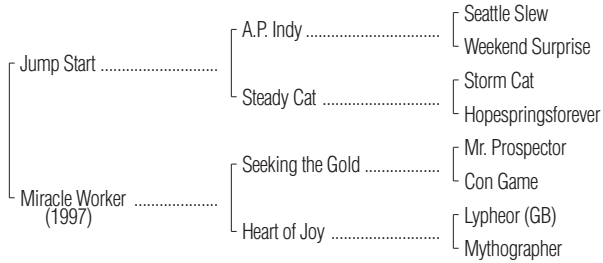 Jump Start
Miracle Worker
(1997)
A.P. Indy
Steady Cat
Seeking the Gold
Heart of Joy
Seattle Slew
Weekend Surprise
Storm Cat
Hopespringsforever
Mr. Prospector
Con Game
Lypheor (GB)
Mythographer